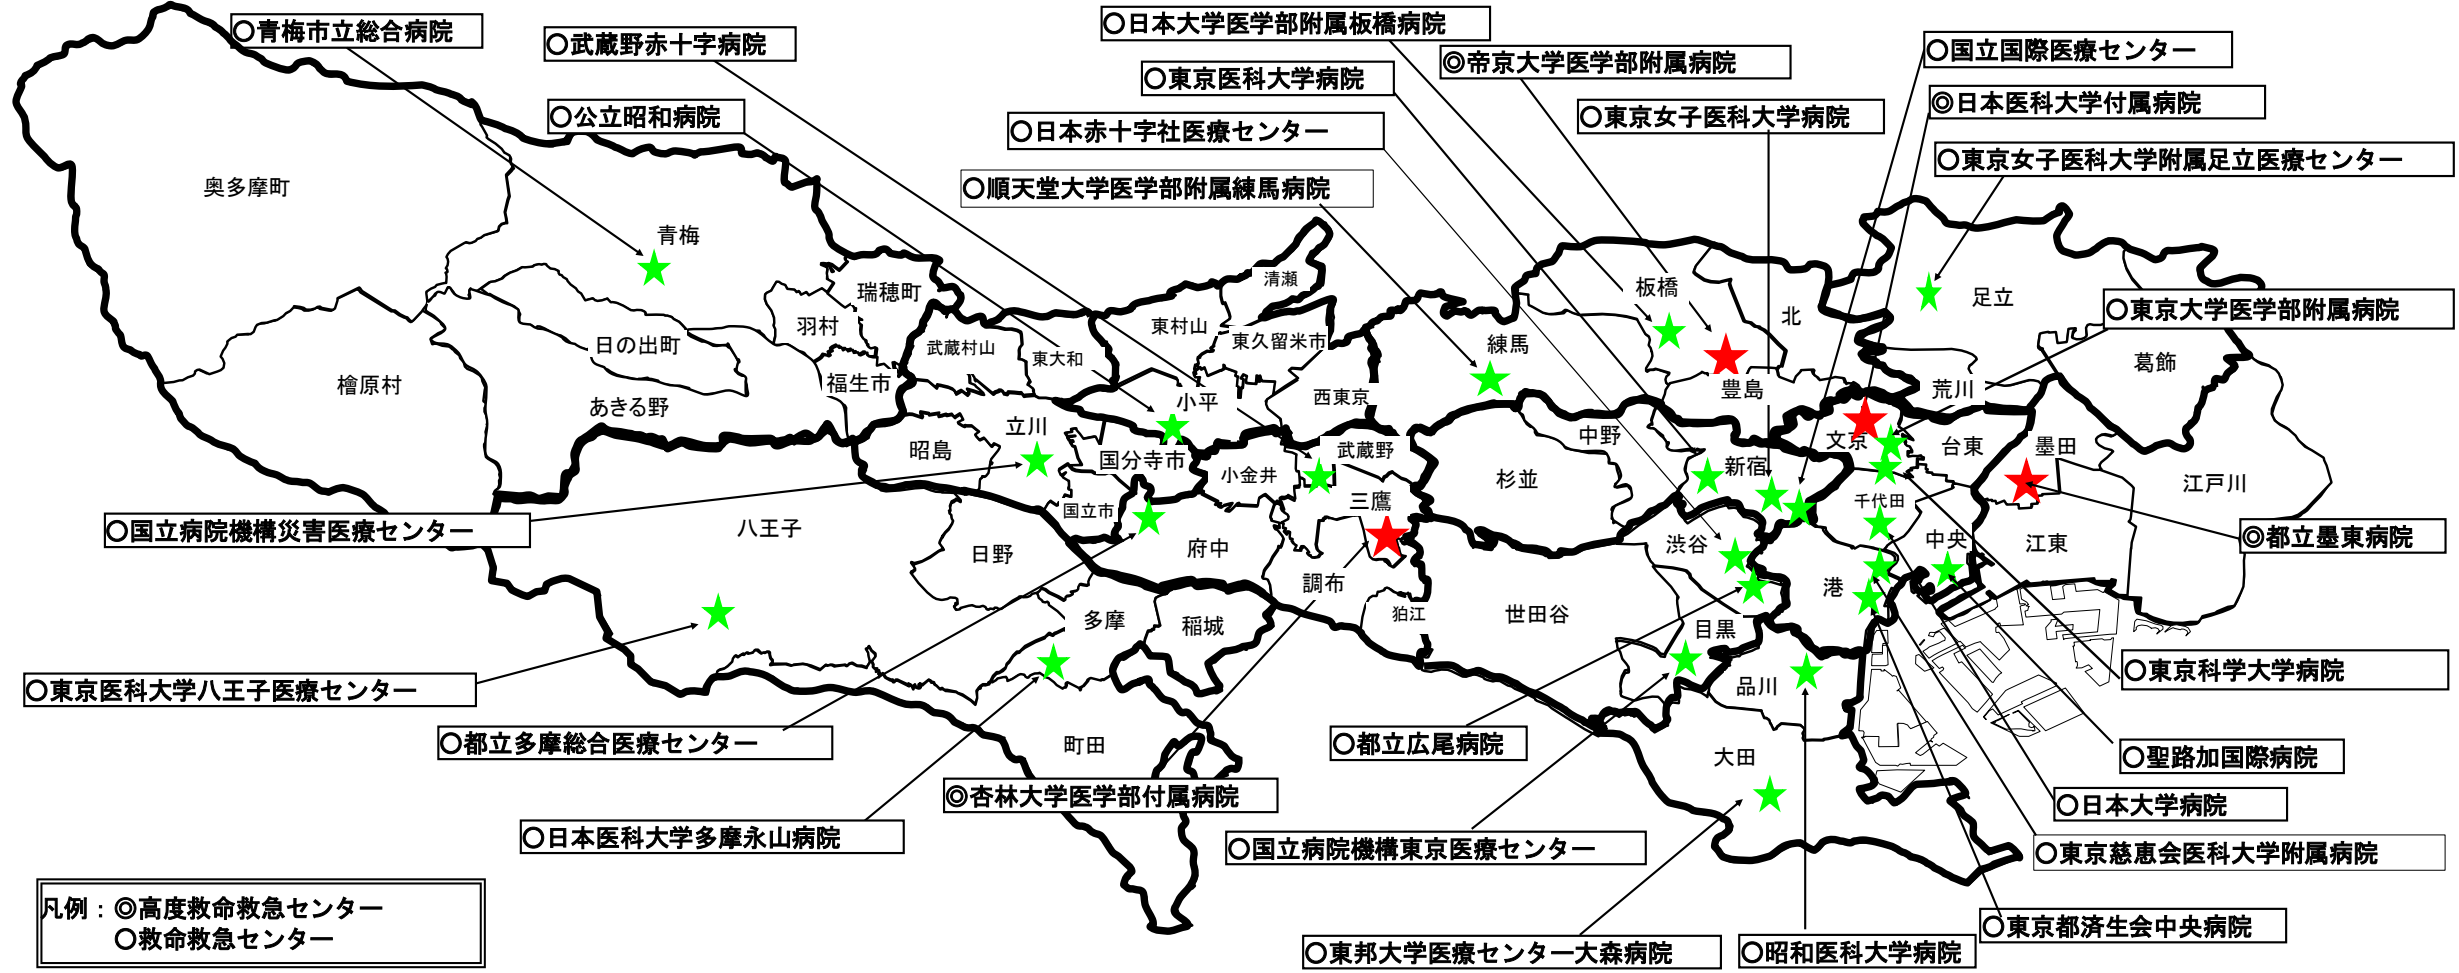 ○青梅市立総合病院
○武蔵野赤十字病院
○公立昭和病院
○日本大学医学部附属板橋病院
○東京医科大学病院
◎帝京大学医学部附属病院
○東京女子医科大学病院
○日本赤十字社医療センター
○順天堂大学医学部附属練馬病院
○国立国際医療センター
◎日本医科大学付属病院
○東京女子医科大学附属足立医療センター
○東京大学医学部附属病院
奥多摩町
青梅
瑞穂町
羽村
日の出町
檜原村
あきる野
福生市
武蔵村山
東大和
東村山
清瀬
東久留米市
西東京
小平
立川
昭島
国分寺市
小金井
武蔵野
三鷹
国立市
府中
調布
狛江
八王子
日野
多摩
稲城
町田
練馬
板橋
北
足立
葛飾
豊島
荒川
中野
杉並
新宿
文京
台東
墨田
江戸川
千代田
中央
江東
渋谷
港
世田谷
目黒
品川
大田
○国立病院機構災害医療センター
◎都立墨東病院
○東京医科大学八王子医療センター
○都立多摩総合医療センター
◎杏林大学医学部付属病院
○日本医科大学多摩永山病院
○都立広尾病院
○国立病院機構東京医療センター
○東邦大学医療センター大森病院
○昭和医科大学病院
○東京科学大学病院
○聖路加国際病院
○日本大学病院
○東京慈恵会医科大学附属病院
○東京都済生会中央病院
凡例：◎高度救命救急センター
○救命救急センター